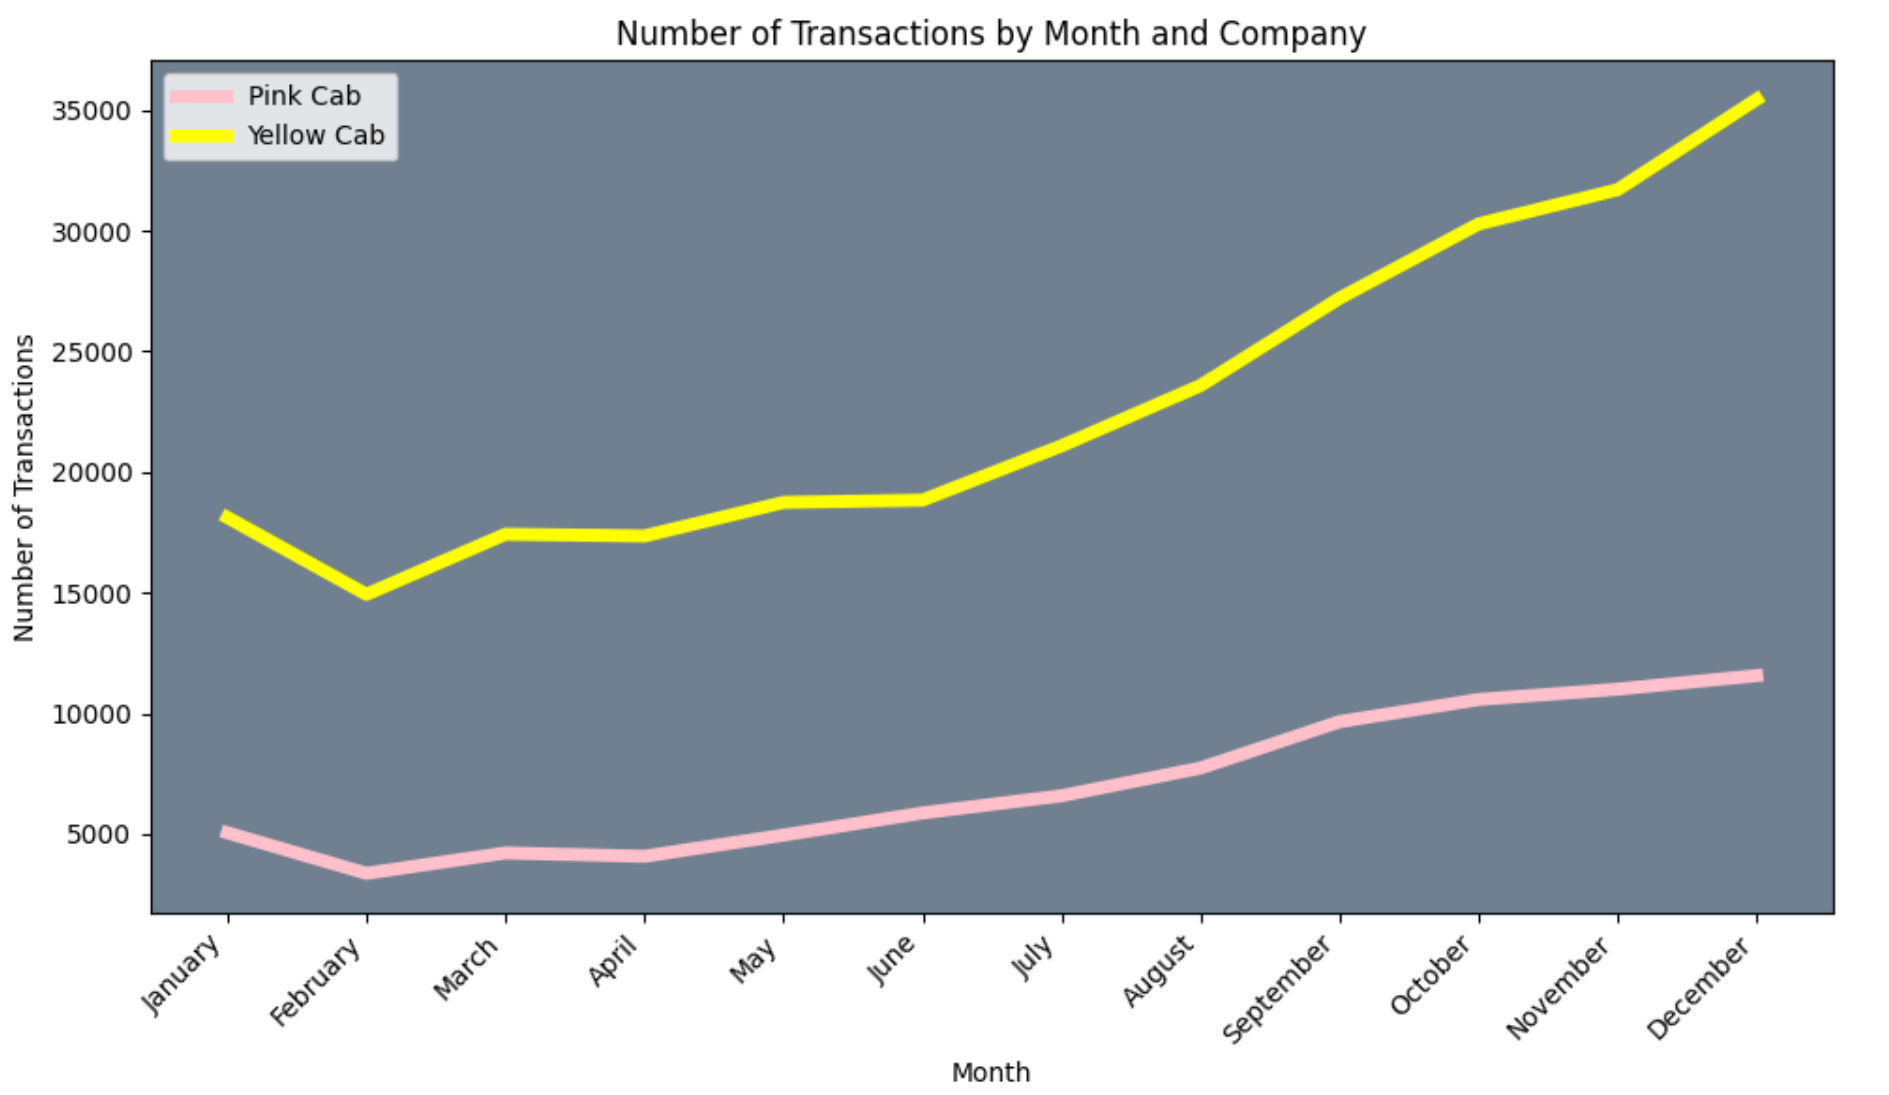 Number of Transactions by Month and Company
Pink Cab
Yellow Cab
35000
30000
25000
20000
15000
10000
5000
Number of Transactions
January
February
March
April
May
June
July
August
September
October
November
December
Month